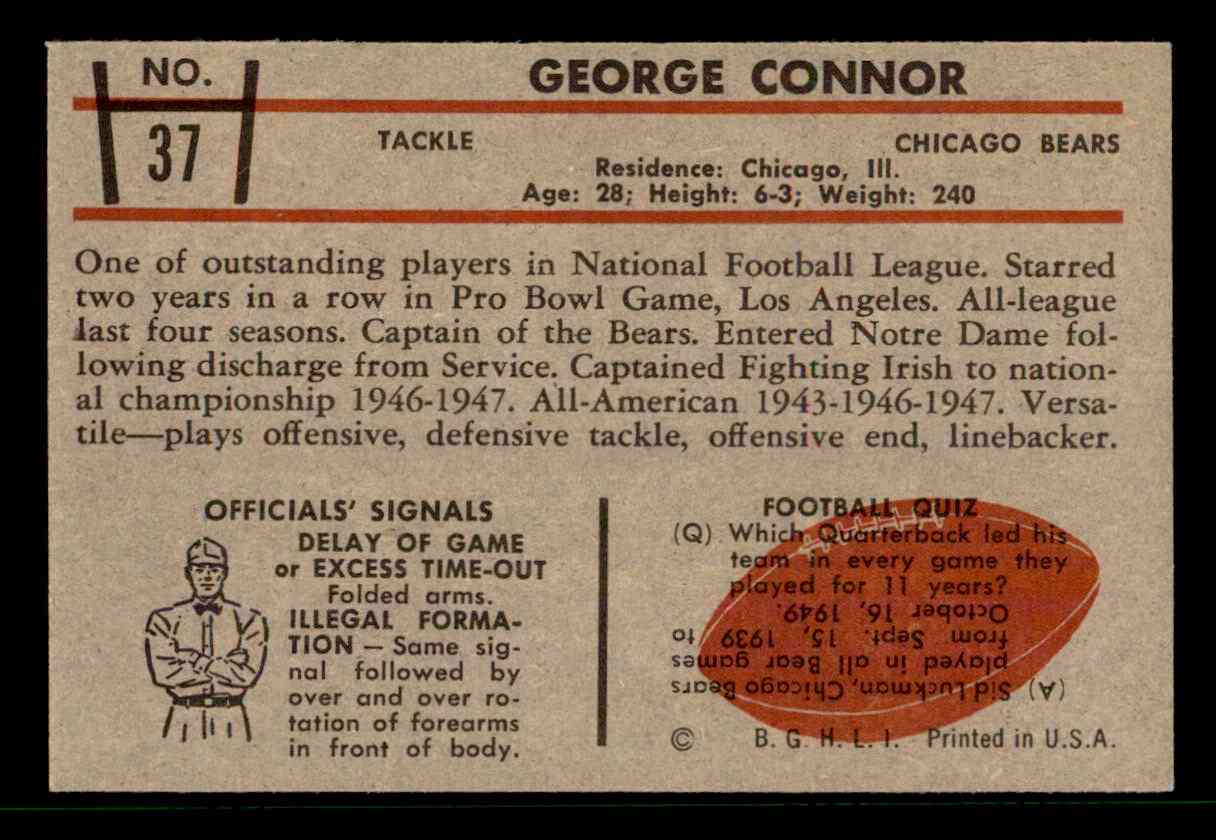 NO.
37
GEORGE CONNOR
TACKLE
CHICAGO BEARS
Residence: Chicago, Ill.
Age: 28; Height: 6-3; Weight: 240
One of outstanding players in National Football League. Starred
two years in a row in Pro Bowl Game, Los Angeles. All-league
last four seasons. Captain of the Bears. Entered Notre Dame fol-
lowing discharge from Service. Captained Fighting Irish to nation-
al championship 1946-1947. All-American 1943-1946-1947. Versa-
tile—plays offensive, defensive tackle, offensive end, linebacker.
OFFICIALS' SIGNALS
DELAY OF GAME
or EXCESS TIME-OUT
Folded arms.
ILLEGAL FORMA-
TION — Same sig-
nal followed by
over and over ro-
tation of forearms
in front of body.
FOOTBALL QUIZ
(Q) Which Quarterback led his
team in every game they
played for 11 years?
(A) Sid Luckman, Chicago Bears
played in all Bear games
from Sept. 15, 1939 to
October 16, 1949.
© B. G. H. L. I. Printed in U.S.A.